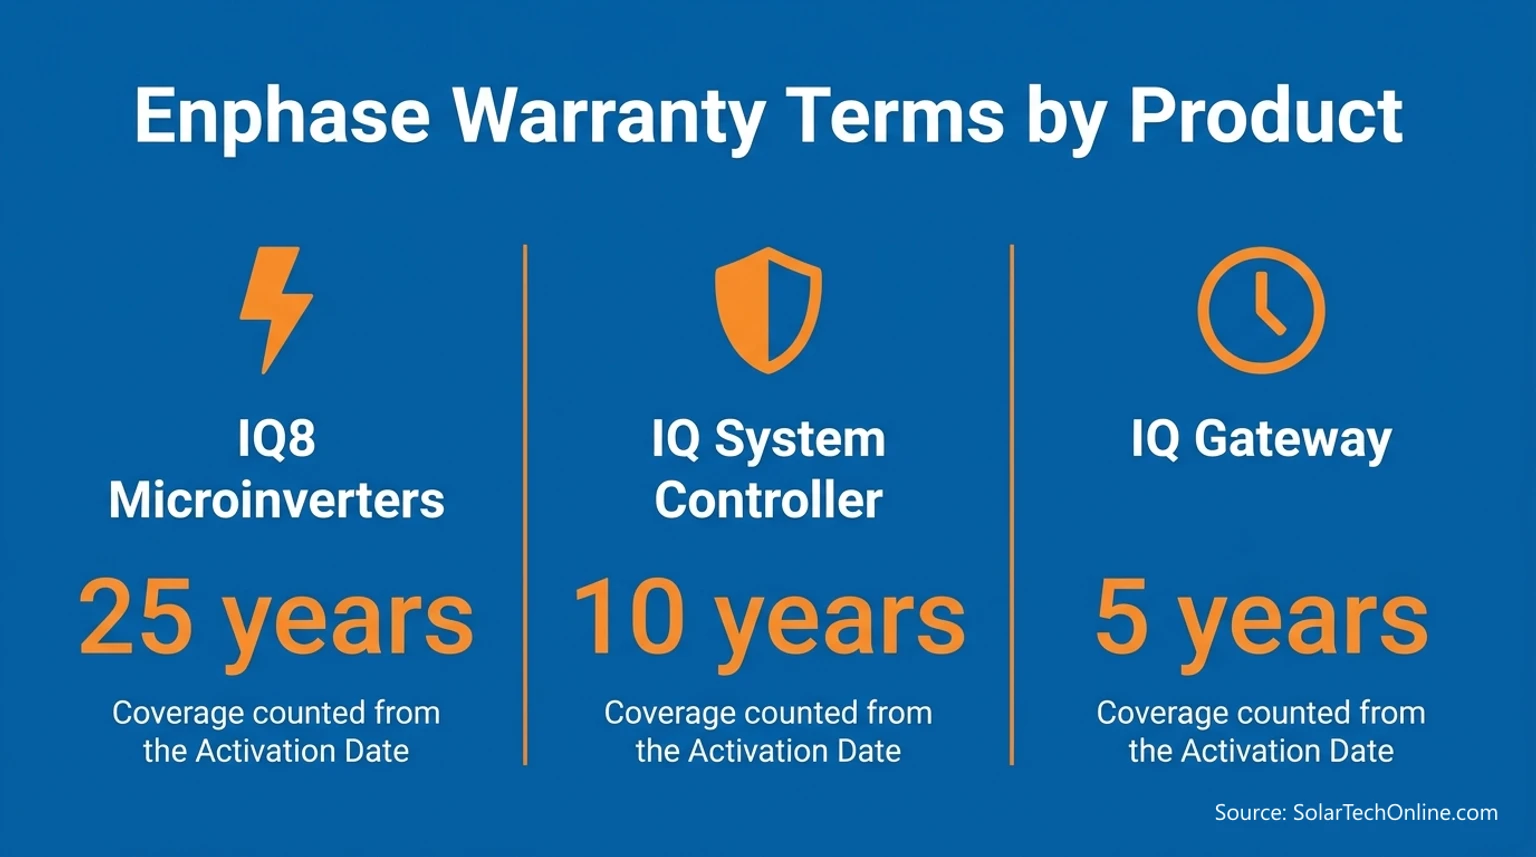 Enphase Warranty Terms by Product
IQ8
Microinverters
25 years
Coverage counted from
the Activation Date
IQ System
Controller
10 years
Coverage counted from
the Activation Date
IQ Gateway
5 years
Coverage counted from
the Activation Date
Source: SolarTechOnline.com